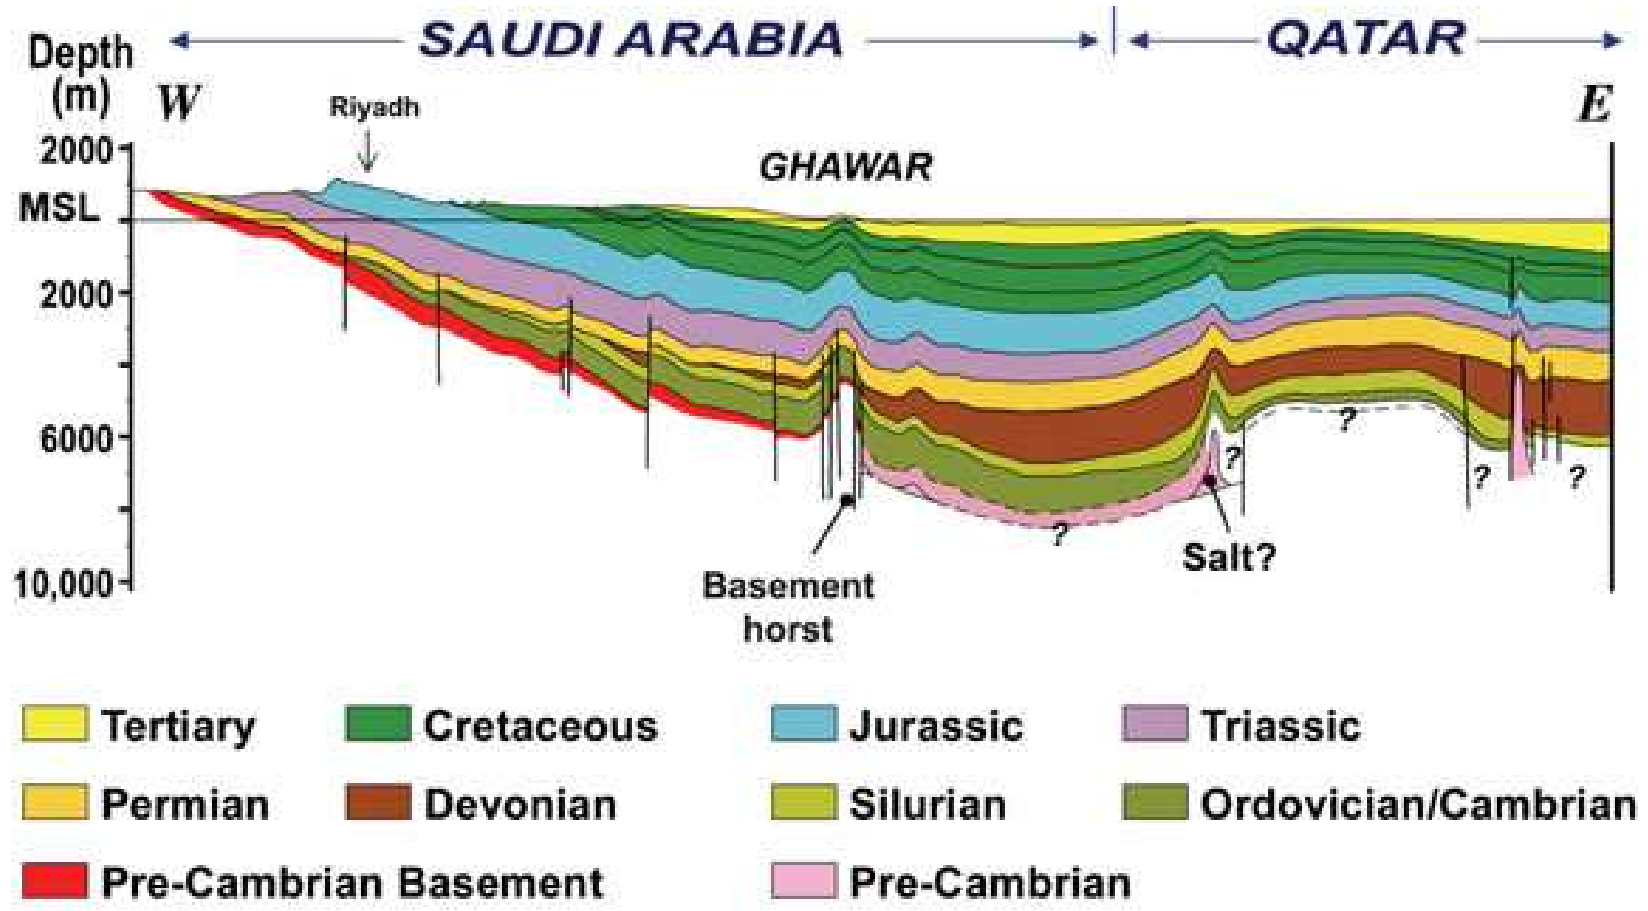 SAUDI ARABIA
QATAR
Depth
(m)
W
E
Riyadh
2000
GHAWAR
MSL
2000
6000
?
?
?
?
?
Salt?
10,000
Basement
horst
Tertiary
Cretaceous
Jurassic
Triassic
Permian
Devonian
Silurian
Ordovician/Cambrian
Pre-Cambrian Basement
Pre-Cambrian